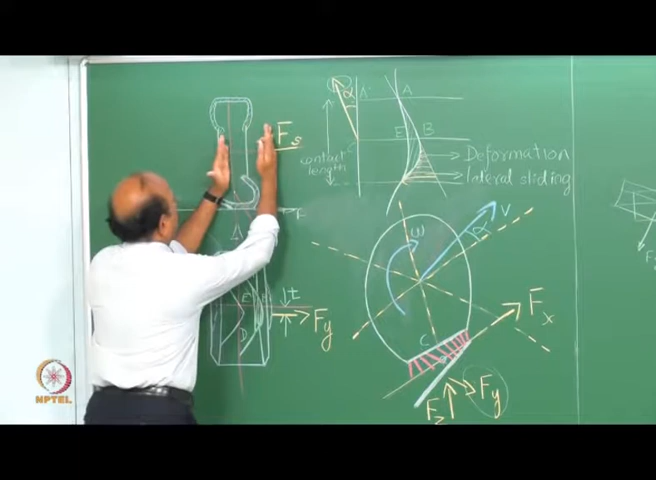 Fs
A
α
A'
E
B
contact
length
Deformation
lateral sliding
V
α
ω
t
E
B
D
Fy
Fx
C
Fz
Fy
NPTEL